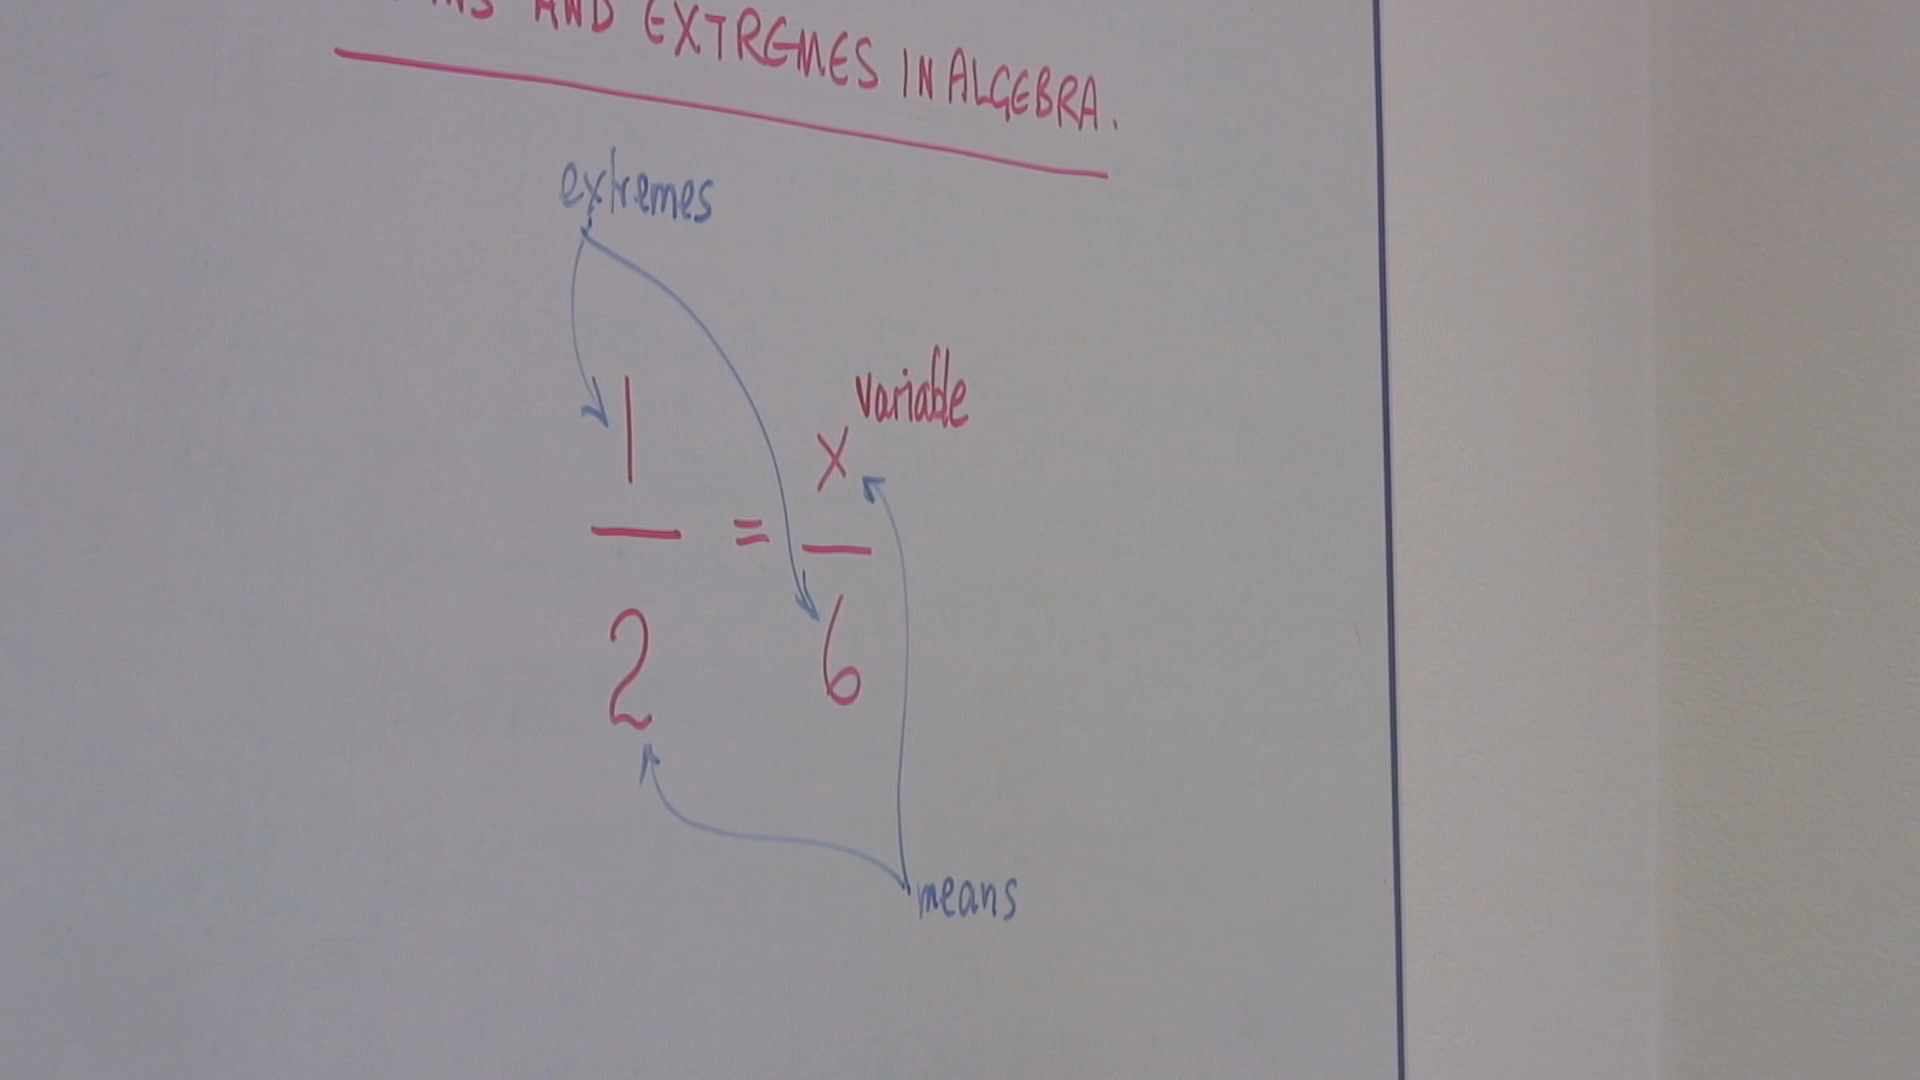 AND EXTREMES IN ALGEBRA.
extremes
variable
1 = x
2 6
means